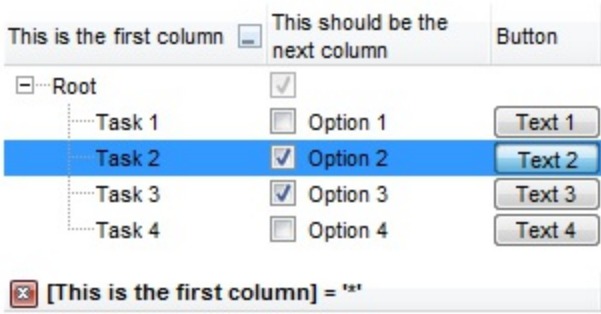 This is the first column
This should be the
next column
Button
Root
Task 1 Option 1 Text 1
Task 2 Option 2 Text 2
Task 3 Option 3 Text 3
Task 4 Option 4 Text 4
[This is the first column] = '*'